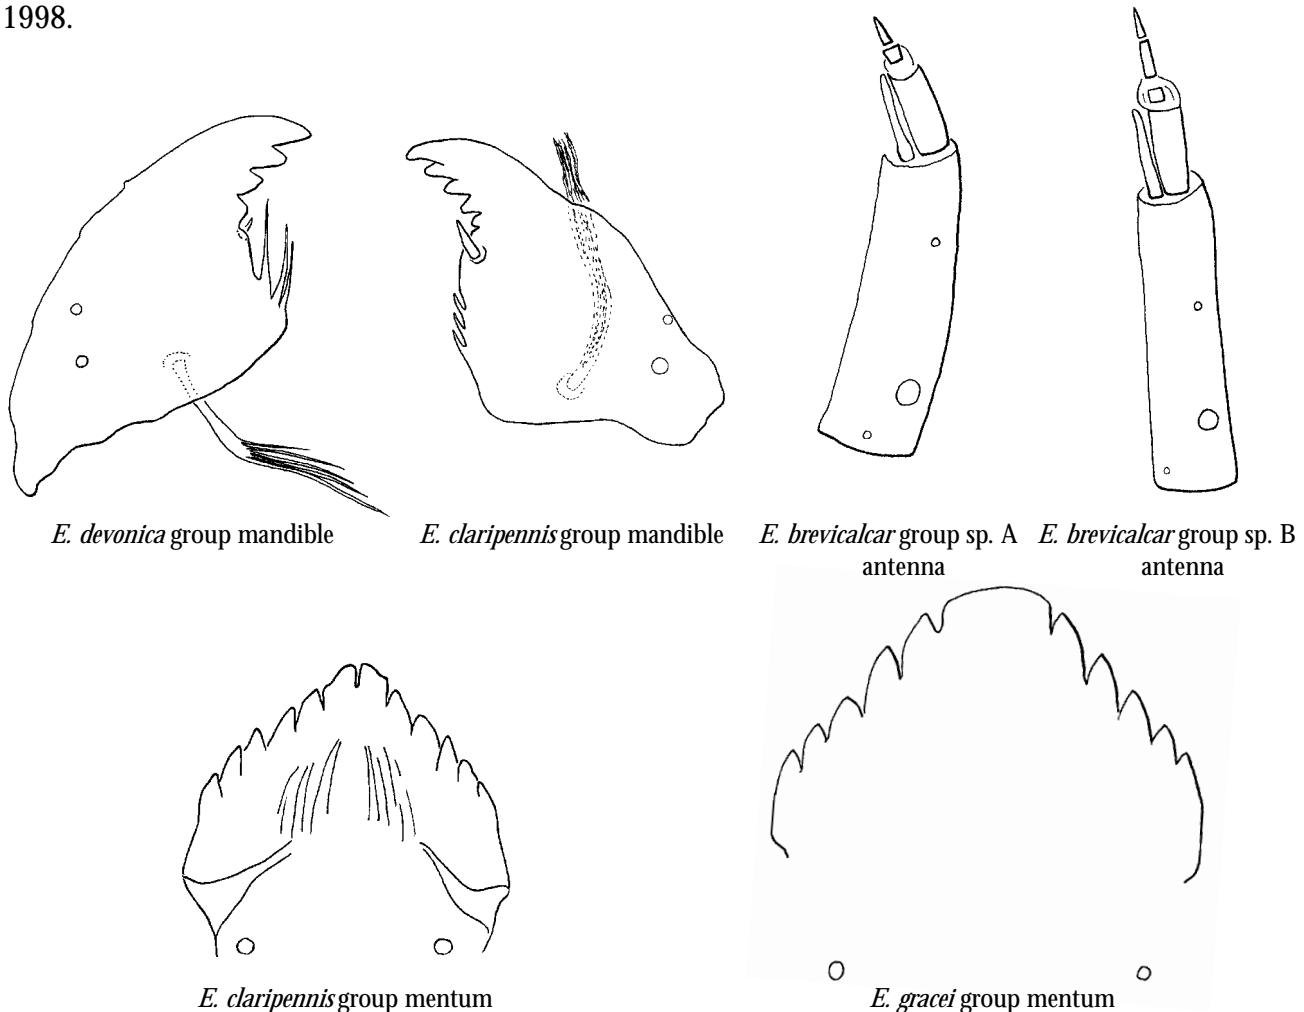 1998.
E. devonica group mandible
E. claripennis group mandible
E. brevicalcar group sp. A
antenna
E. brevicalcar group sp. B
antenna
E. claripennis group mentum
E. gracei group mentum